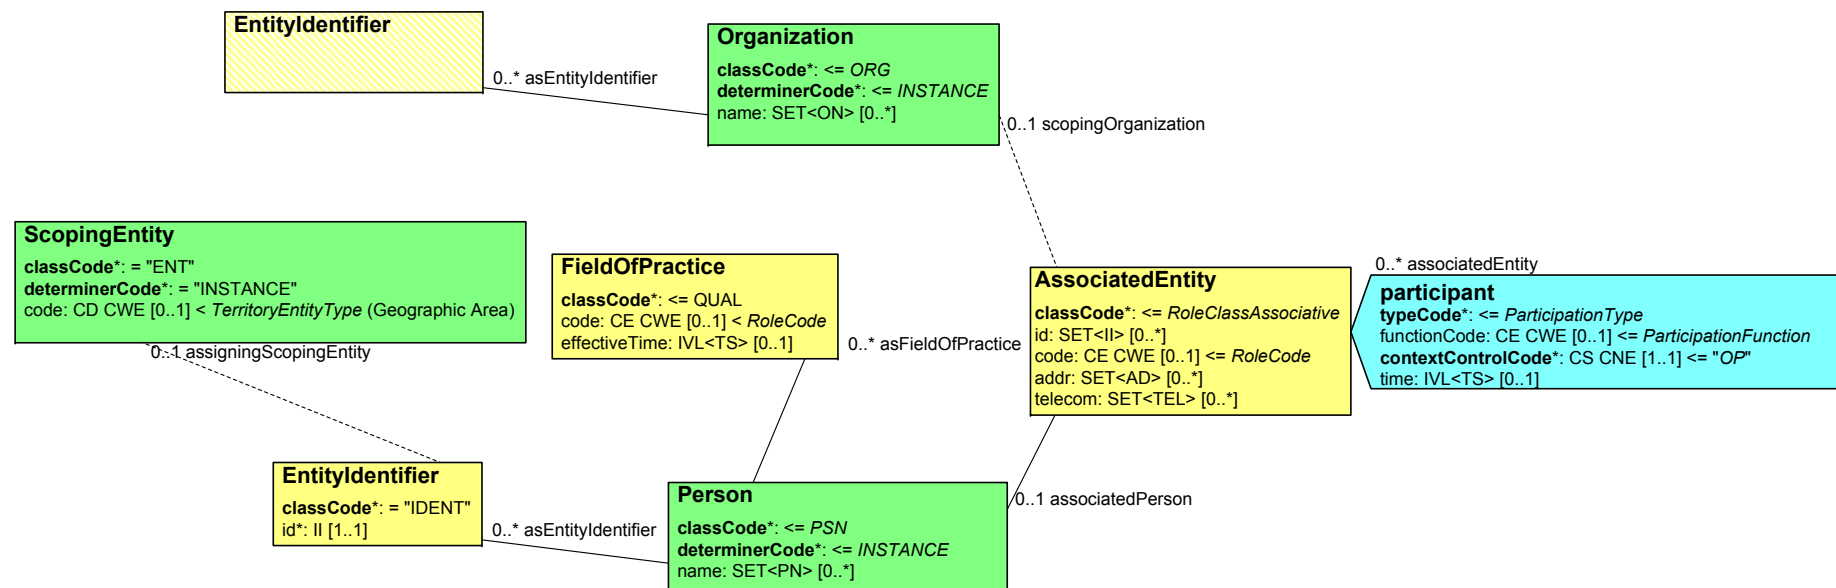 EntityIdentifier
0..* asEntityIdentifier
Organization
classCode*: <= ORG
determinerCode*: <= INSTANCE
name: SET<ON> [0..*]
0..1 scopingOrganization
ScopingEntity
classCode*: = "ENT"
determinerCode*: = "INSTANCE"
code: CD CWE [0..1] < TerritoryEntityType (Geographic Area)
0..1 assigningScopingEntity
FieldOfPractice
classCode*: <= QUAL
code: CE CWE [0..1] < RoleCode
effectiveTime: IVL<TS> [0..1]
0..* asFieldOfPractice
AssociatedEntity
classCode*: <= RoleClassAssociative
id: SET<II> [0..*]
code: CE CWE [0..1] <= RoleCode
addr: SET<AD> [0..*]
telecom: SET<TEL> [0..*]
0..* associatedEntity
participant
typeCode*: <= ParticipationType
functionCode: CE CWE [0..1] <= ParticipationFunction
contextControlCode*: CS CNE [1..1] <= "OP"
time: IVL<TS> [0..1]
EntityIdentifier
classCode*: = "IDENT"
id*: II [1..1]
0..* asEntityIdentifier
Person
classCode*: <= PSN
determinerCode*: <= INSTANCE
name: SET<PN> [0..*]
0..1 associatedPerson